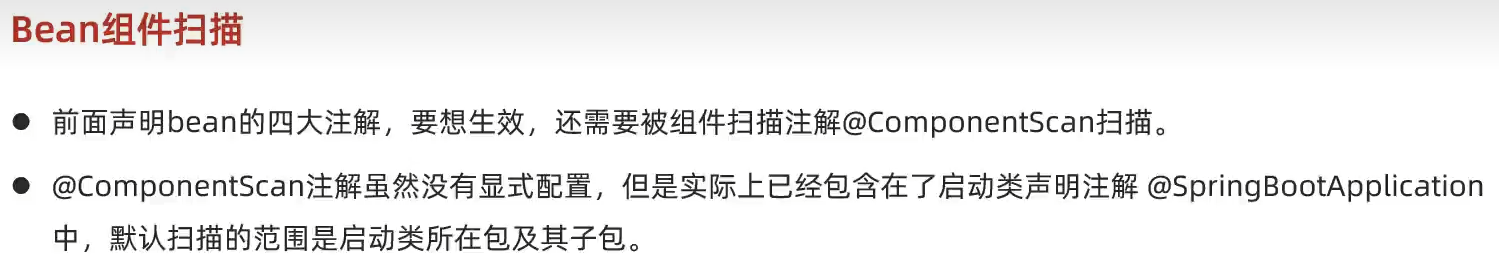 Bean组件扫描
● 前面声明bean的四大注解，要想生效，还需要被组件扫描注解@ComponentScan扫描。
● @ComponentScan注解虽然没有显式配置，但是实际上已经包含在了启动类声明注解 @SpringBootApplication
中，默认扫描的范围是启动类所在包及其子包。